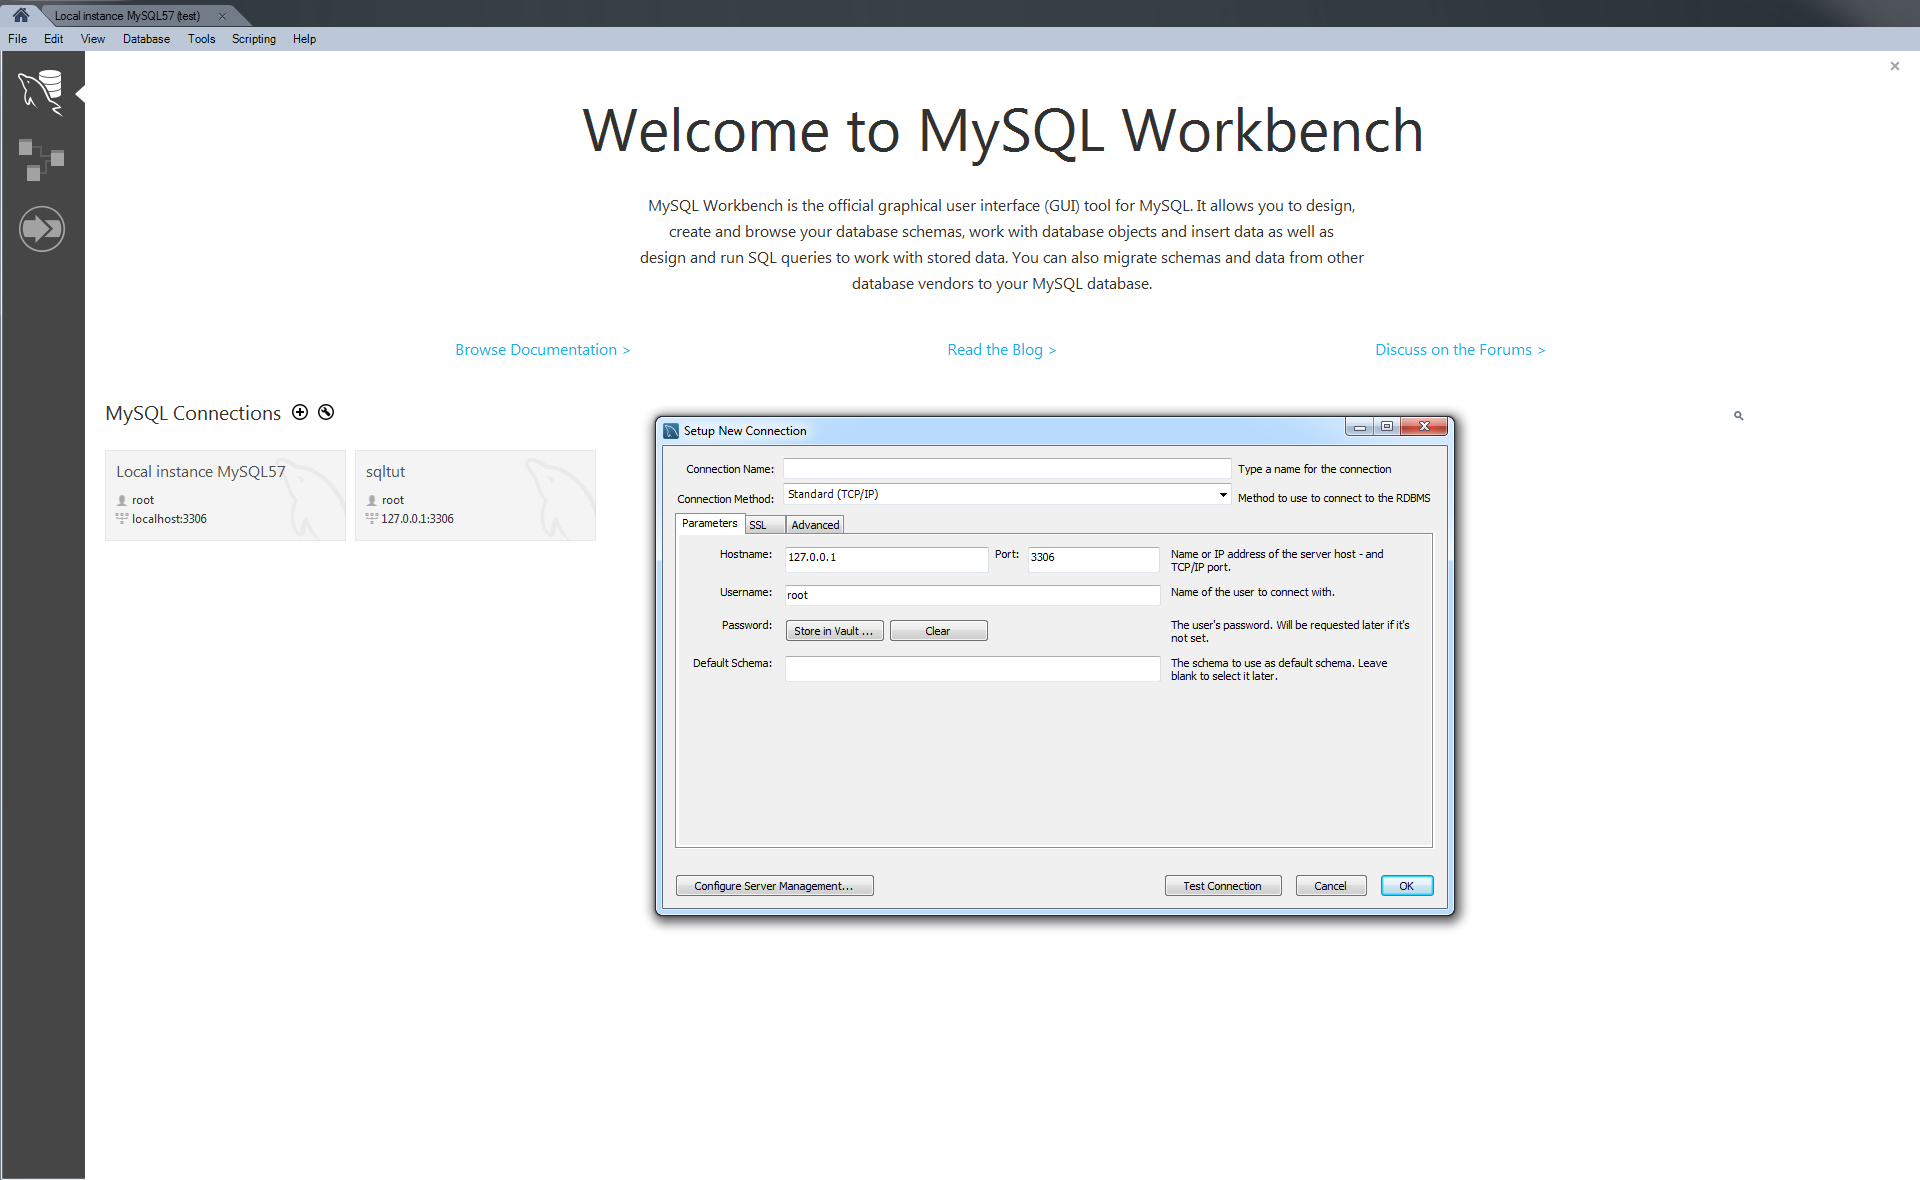 Local instance MySQL57 (test)
File Edit View Database Tools Scripting Help
Welcome to MySQL Workbench
MySQL Workbench is the official graphical user interface (GUI) tool for MySQL. It allows you to design,
create and browse your database schemas, work with database objects and insert data as well as
design and run SQL queries to work with stored data. You can also migrate schemas and data from other
database vendors to your MySQL database.
Browse Documentation > Read the Blog > Discuss on the Forums >
MySQL Connections
Local instance MySQL57
root
localhost:3306
sqltut
root
127.0.0.1:3306
Setup New Connection
Connection Name: Type a name for the connection
Connection Method: Standard (TCP/IP) Method to use to connect to the RDBMS
Parameters SSL Advanced
Hostname: 127.0.0.1 Port: 3306 Name or IP address of the server host - and
TCP/IP port.
Username: root Name of the user to connect with.
Password: Store in Vault ... Clear The user's password. Will be requested later if it's
not set.
Default Schema: The schema to use as default schema. Leave
blank to select it later.
Configure Server Management... Test Connection Cancel OK